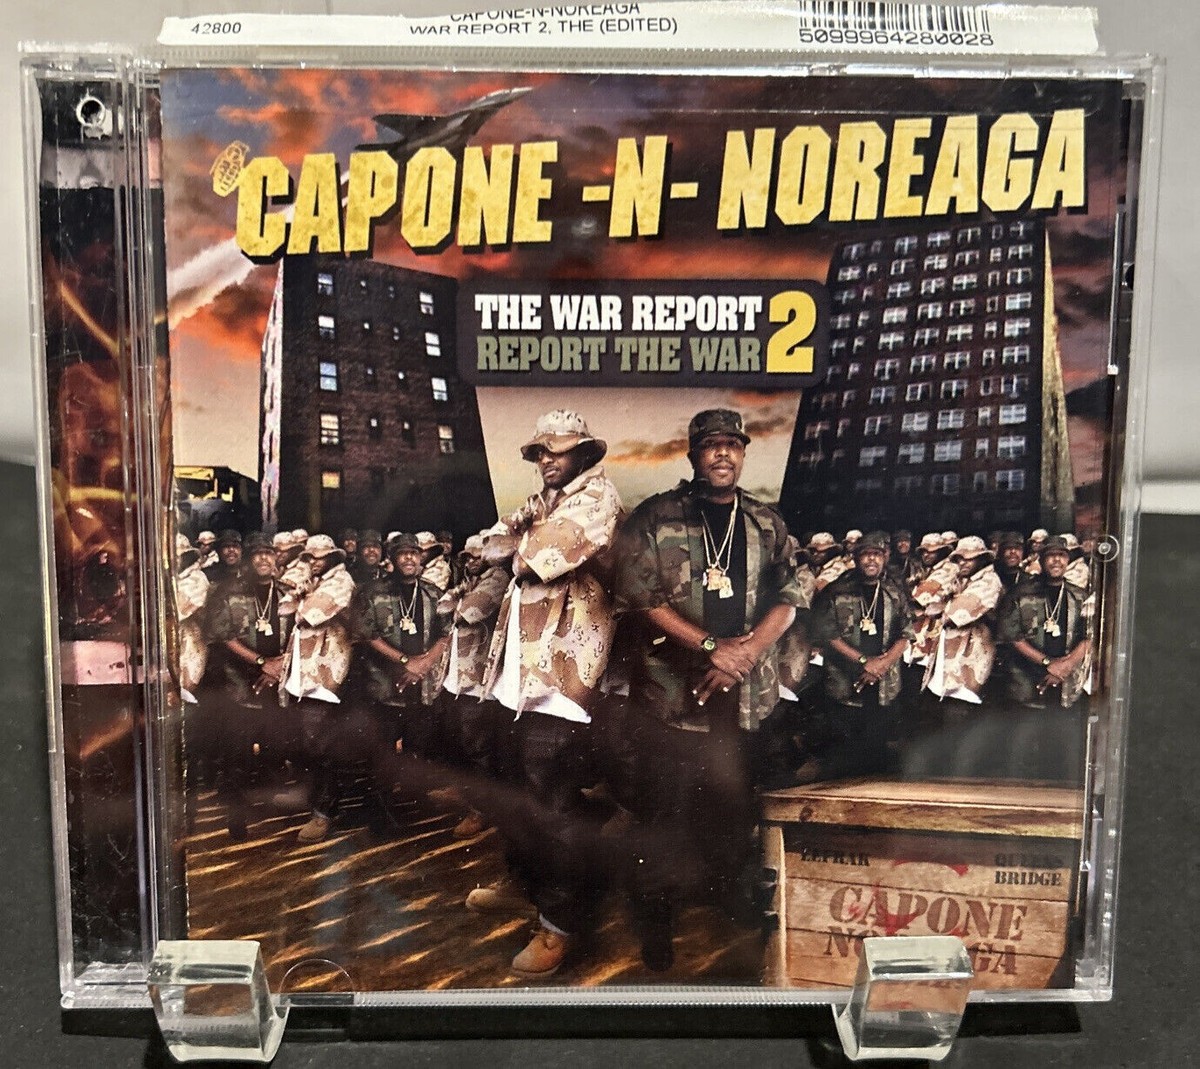 CAPONE-N-NOREAGA
42800
WAR REPORT 2, THE (EDITED)
5099964280028
CAPONE -N- NOREAGA
THE WAR REPORT 2
REPORT THE WAR
LEFRAK
QUEENS
BRIDGE
CAPONE